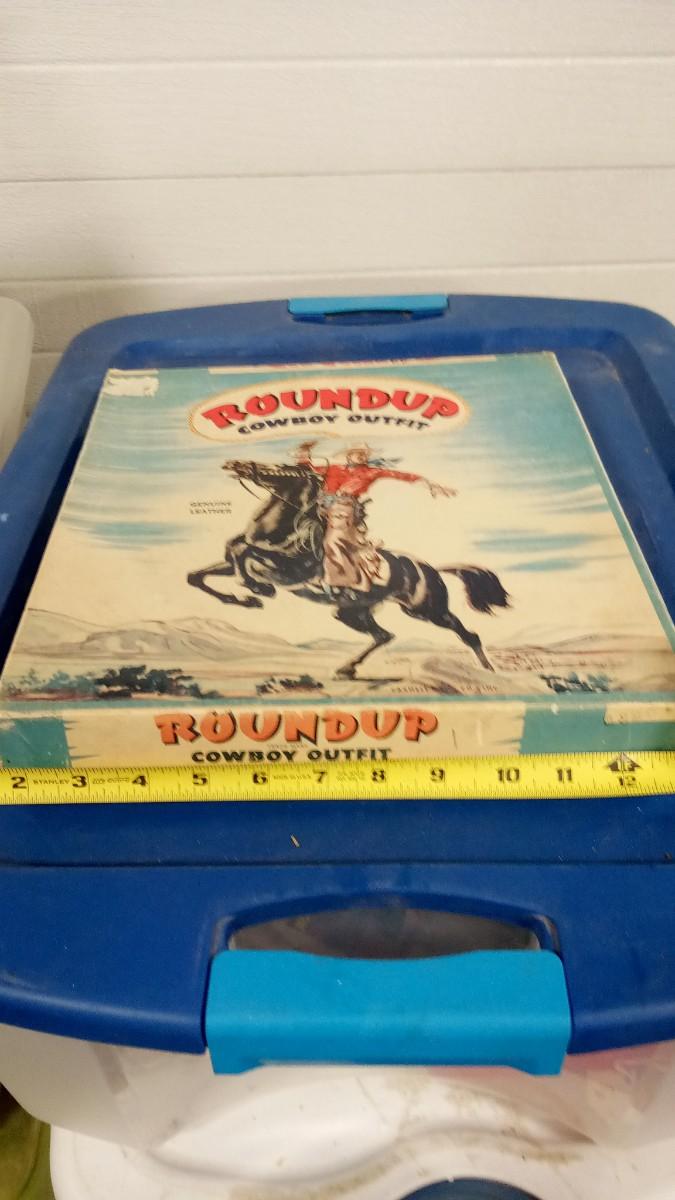 ROUNDUP
COWBOY OUTFIT
GENUINE
LEATHER
ROUNDUP
COWBOY OUTFIT
2 STANLEY 3 4 5 6 7 8 9 10 11 12